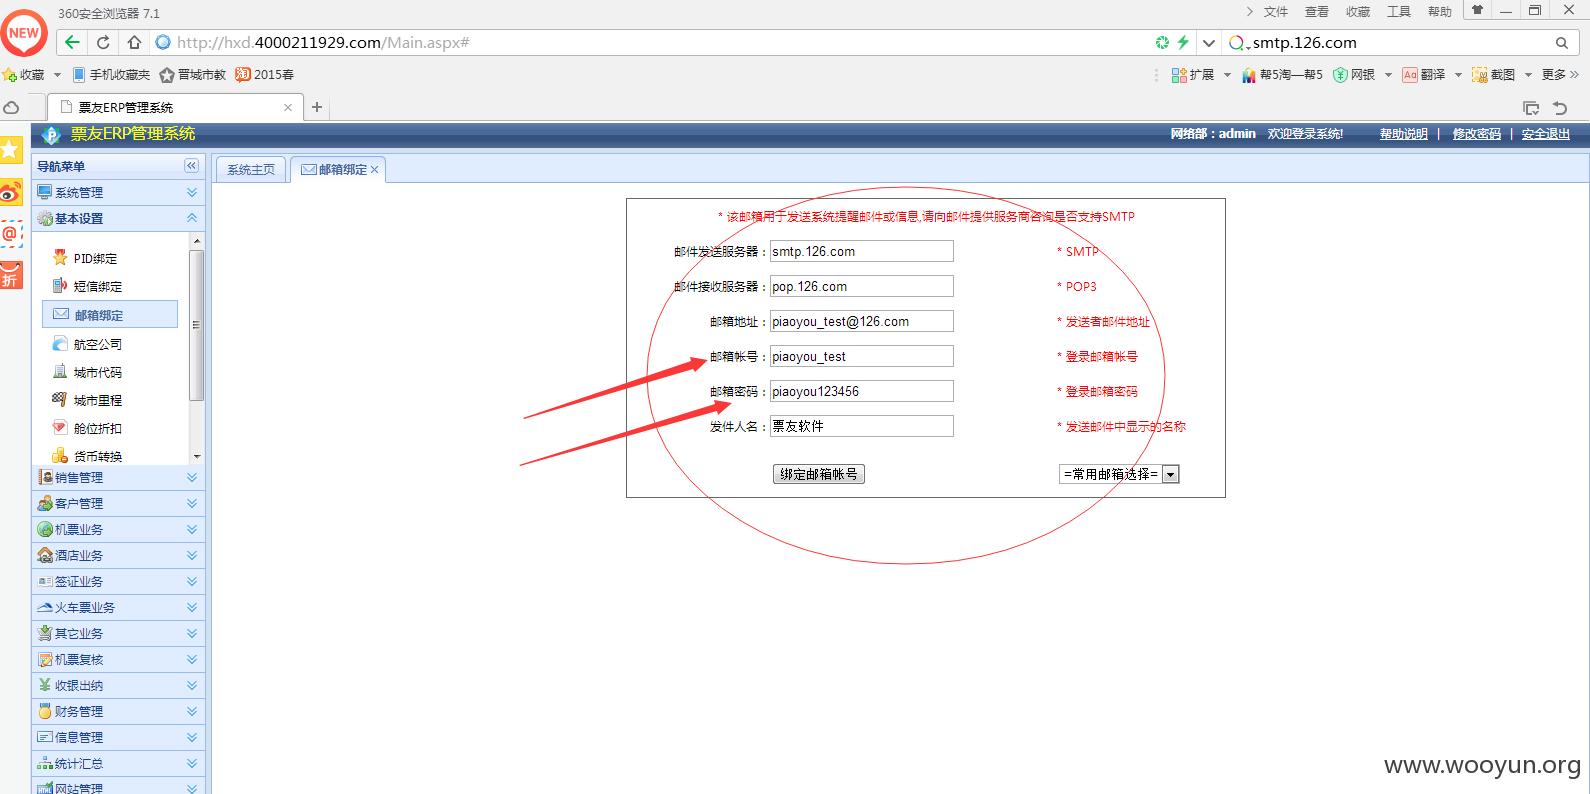 360安全浏览器 7.1
文件 查看 收藏 工具 帮助
NEW
http://hxd.4000211929.com/Main.aspx#
smtp.126.com
收藏 手机收藏夹 晋城市教 淘 2015春
扩展 帮5淘—帮5 网银 Aa 翻译 截图 更多
票友ERP管理系统
票友ERP管理系统
网络部：admin 欢迎登录系统! 帮助说明 | 修改密码 | 安全退出
导航菜单
系统主页 邮箱绑定
系统管理
基本设置
PID绑定
短信绑定
邮箱绑定
航空公司
城市代码
城市里程
舱位折扣
货币转换
销售管理
客户管理
机票业务
酒店业务
签证业务
火车票业务
其它业务
机票复核
收银出纳
财务管理
信息管理
统计汇总
网站管理
折
* 该邮箱用于发送系统提醒邮件或信息,请向邮件提供服务商咨询是否支持SMTP
邮件发送服务器： smtp.126.com * SMTP
邮件接收服务器： pop.126.com * POP3
邮箱地址： piaoyou_test@126.com * 发送者邮件地址
邮箱帐号： piaoyou_test * 登录邮箱帐号
邮箱密码： piaoyou123456 * 登录邮箱密码
发件人名： 票友软件 * 发送邮件中显示的名称
绑定邮箱帐号 =常用邮箱选择=
www.wooyun.org